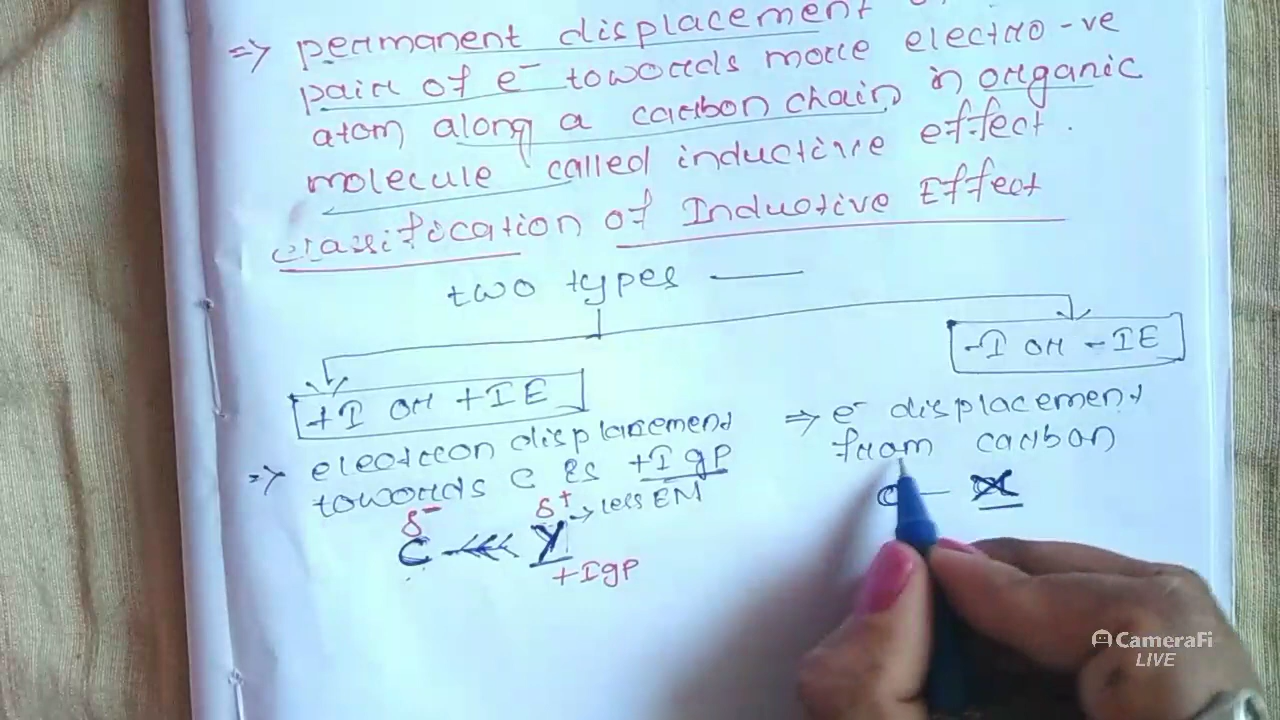 => permanent displacement
pair of e⁻ towards more electro -ve
atom along a carbon chain in organic
molecule called inductive effect.
classification of Inductive Effect
two types ——
+I or +IE
-I or -IE
=> electron displacement
towards C is +I gp
δ⁻ δ⁺ → less EN
C ⋘ Y
+I gp
=> e⁻ displacement
from carbon
C — X
CameraFi
LIVE